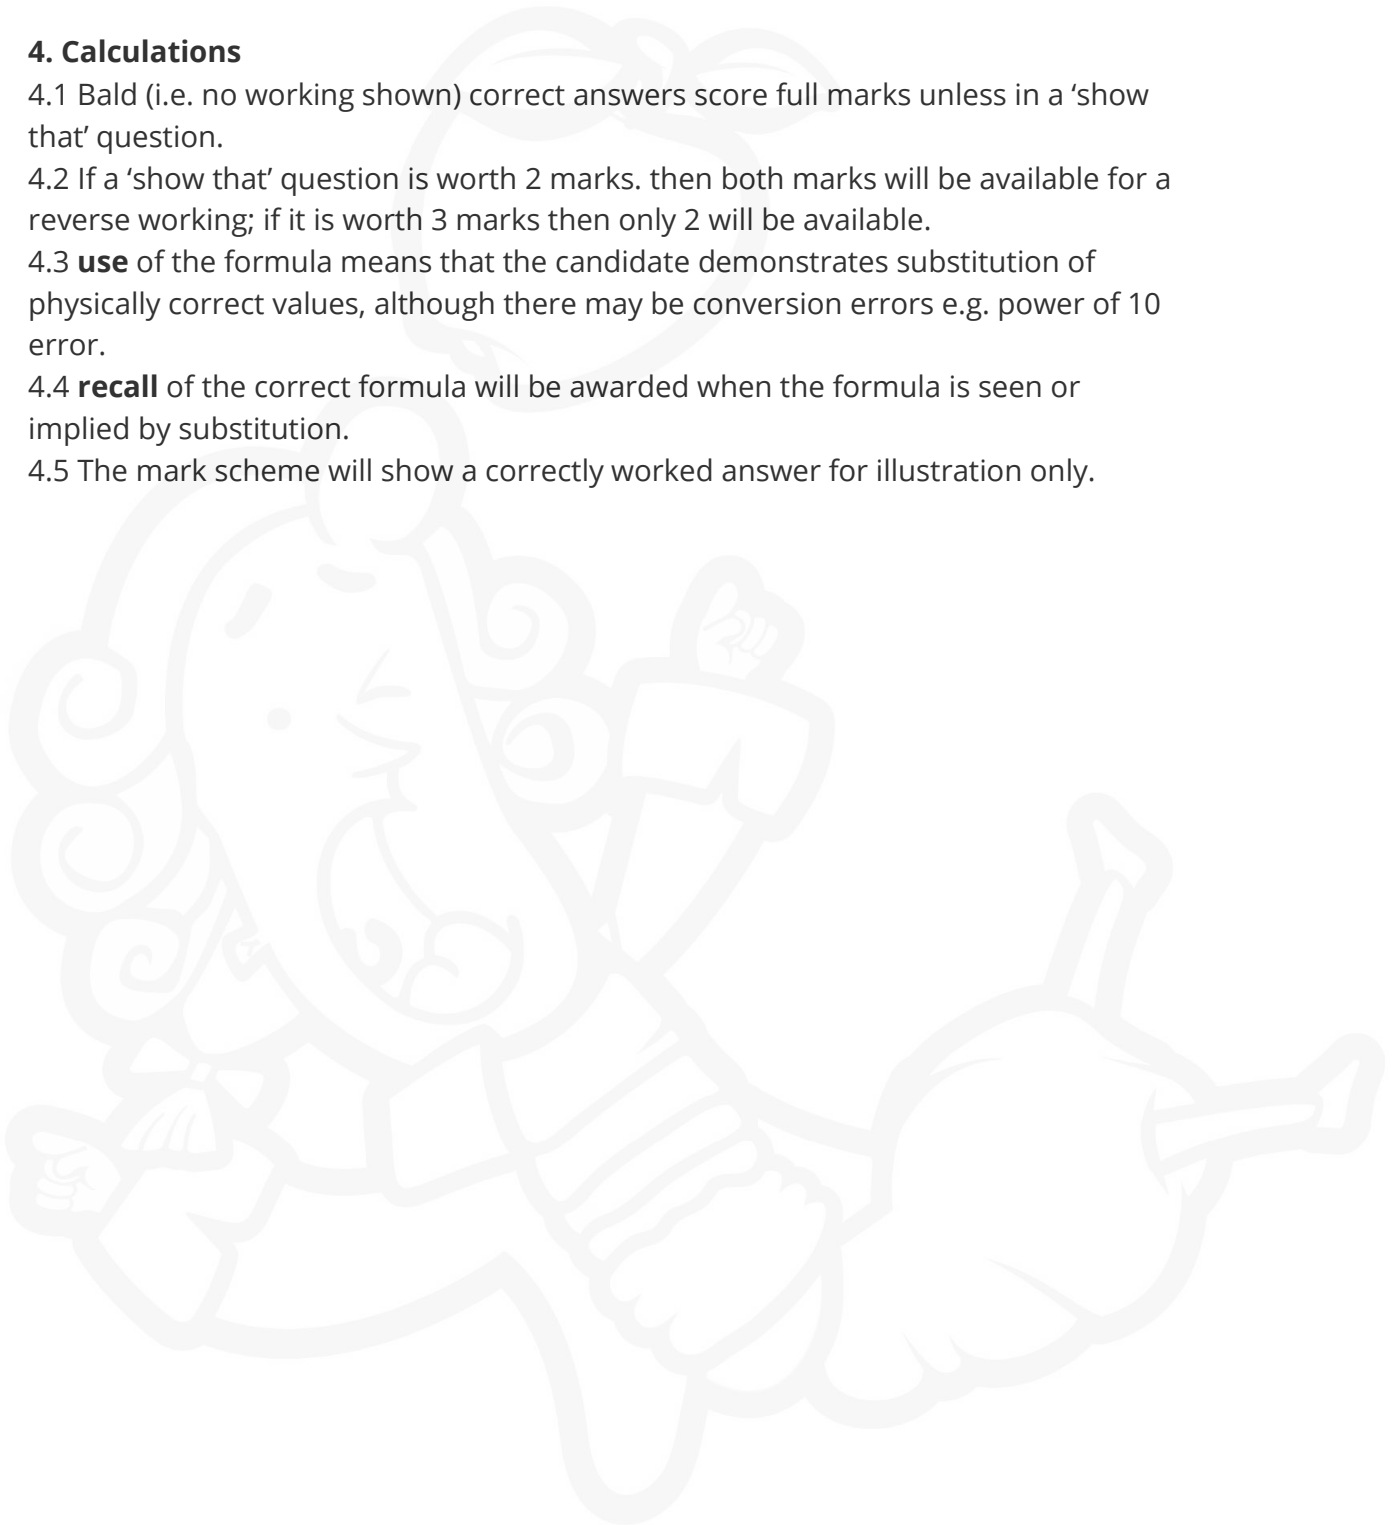 4. Calculations
4.1 Bald (i.e. no working shown) correct answers score full marks unless in a ‘show
that’ question.
4.2 If a ‘show that’ question is worth 2 marks. then both marks will be available for a
reverse working; if it is worth 3 marks then only 2 will be available.
4.3 use of the formula means that the candidate demonstrates substitution of
physically correct values, although there may be conversion errors e.g. power of 10
error.
4.4 recall of the correct formula will be awarded when the formula is seen or
implied by substitution.
4.5 The mark scheme will show a correctly worked answer for illustration only.